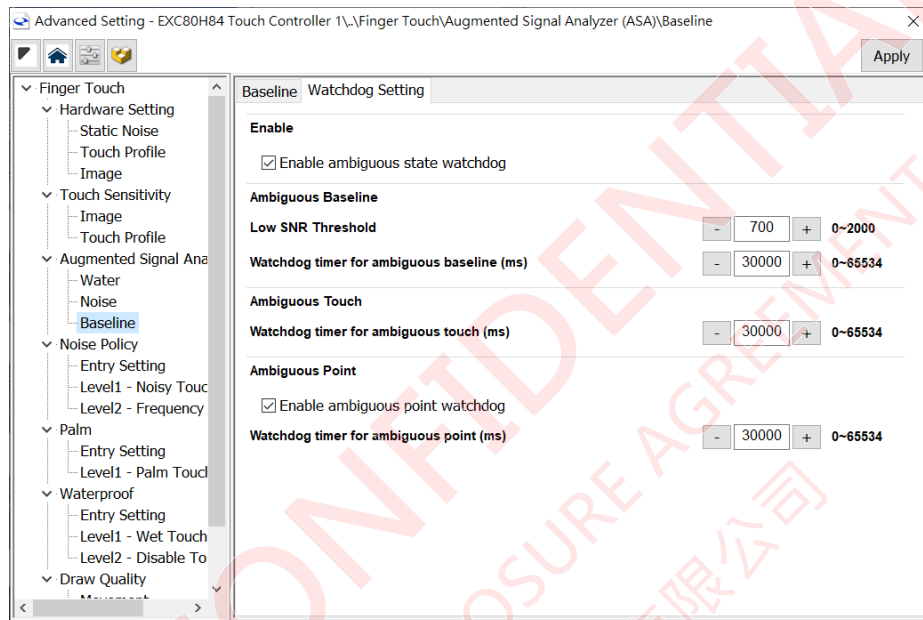 Advanced Setting - EXC80H84 Touch Controller 1\..\Finger Touch\Augmented Signal Analyzer (ASA)\Baseline
Apply
Finger Touch
Hardware Setting
Static Noise
Touch Profile
Image
Touch Sensitivity
Image
Touch Profile
Augmented Signal Ana
Water
Noise
Baseline
Noise Policy
Entry Setting
Level1 - Noisy Touc
Level2 - Frequency
Palm
Entry Setting
Level1 - Palm Touch
Waterproof
Entry Setting
Level1 - Wet Touch
Level2 - Disable To
Draw Quality
Movement
Baseline Watchdog Setting
Enable
Enable ambiguous state watchdog
Ambiguous Baseline
Low SNR Threshold - 700 + 0~2000
Watchdog timer for ambiguous baseline (ms) - 30000 + 0~65534
Ambiguous Touch
Watchdog timer for ambiguous touch (ms) - 30000 + 0~65534
Ambiguous Point
Enable ambiguous point watchdog
Watchdog timer for ambiguous point (ms) - 30000 + 0~65534
CONFIDENTIAL
OSURE AGREEMENT
有限公司